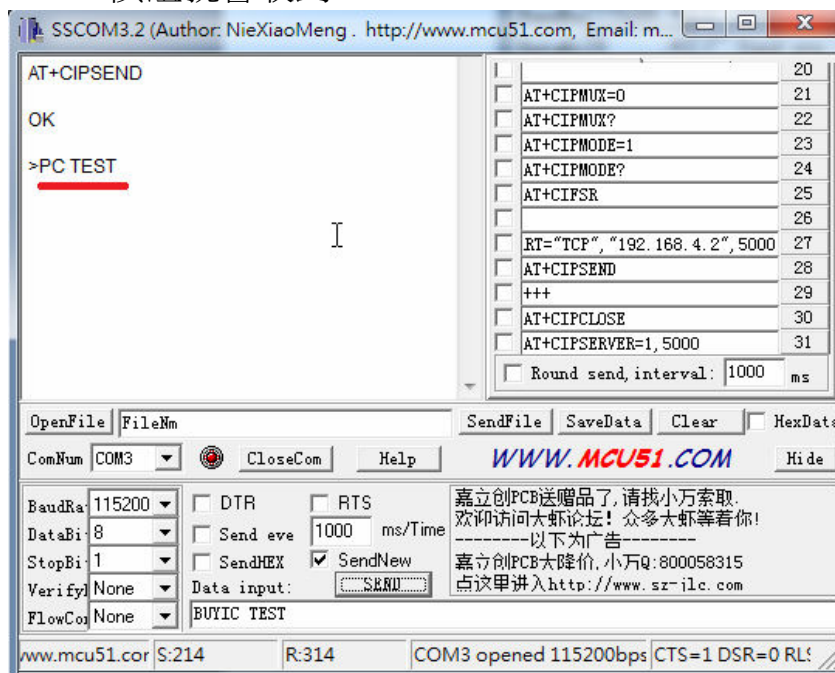 SSCOM3.2 (Author: NieXiaoMeng . http://www.mcu51.com, Email: m...
AT+CIPSEND
OK
>PC TEST
20
AT+CIPMUX=0 21
AT+CIPMUX? 22
AT+CIPMODE=1 23
AT+CIPMODE? 24
AT+CIFSR 25
26
RT="TCP", "192.168.4.2",5000 27
AT+CIPSEND 28
+++ 29
AT+CIPCLOSE 30
AT+CIPSERVER=1,5000 31
Round send, interval: 1000 ms
OpenFile FileNm SendFile SaveData Clear HexData
ComNum COM3 CloseCom Help WWW.MCU51.COM Hide
BaudRa 115200 DTR RTS
DataBi 8 Send eve 1000 ms/Time
StopBi 1 SendHEX SendNew
Verify None Data input: SEND
FlowCo None BUYIC TEST
嘉立创PCB送赠品了,请找小万索取.
欢迎访问大虾论坛! 众多大虾等着你!
--------以下为广告--------
嘉立创PCB大降价,小万Q:800058315
点这里进入http://www.sz-jlc.com
www.mcu51.cor S:214 R:314 COM3 opened 115200bps CTS=1 DSR=0 RLS